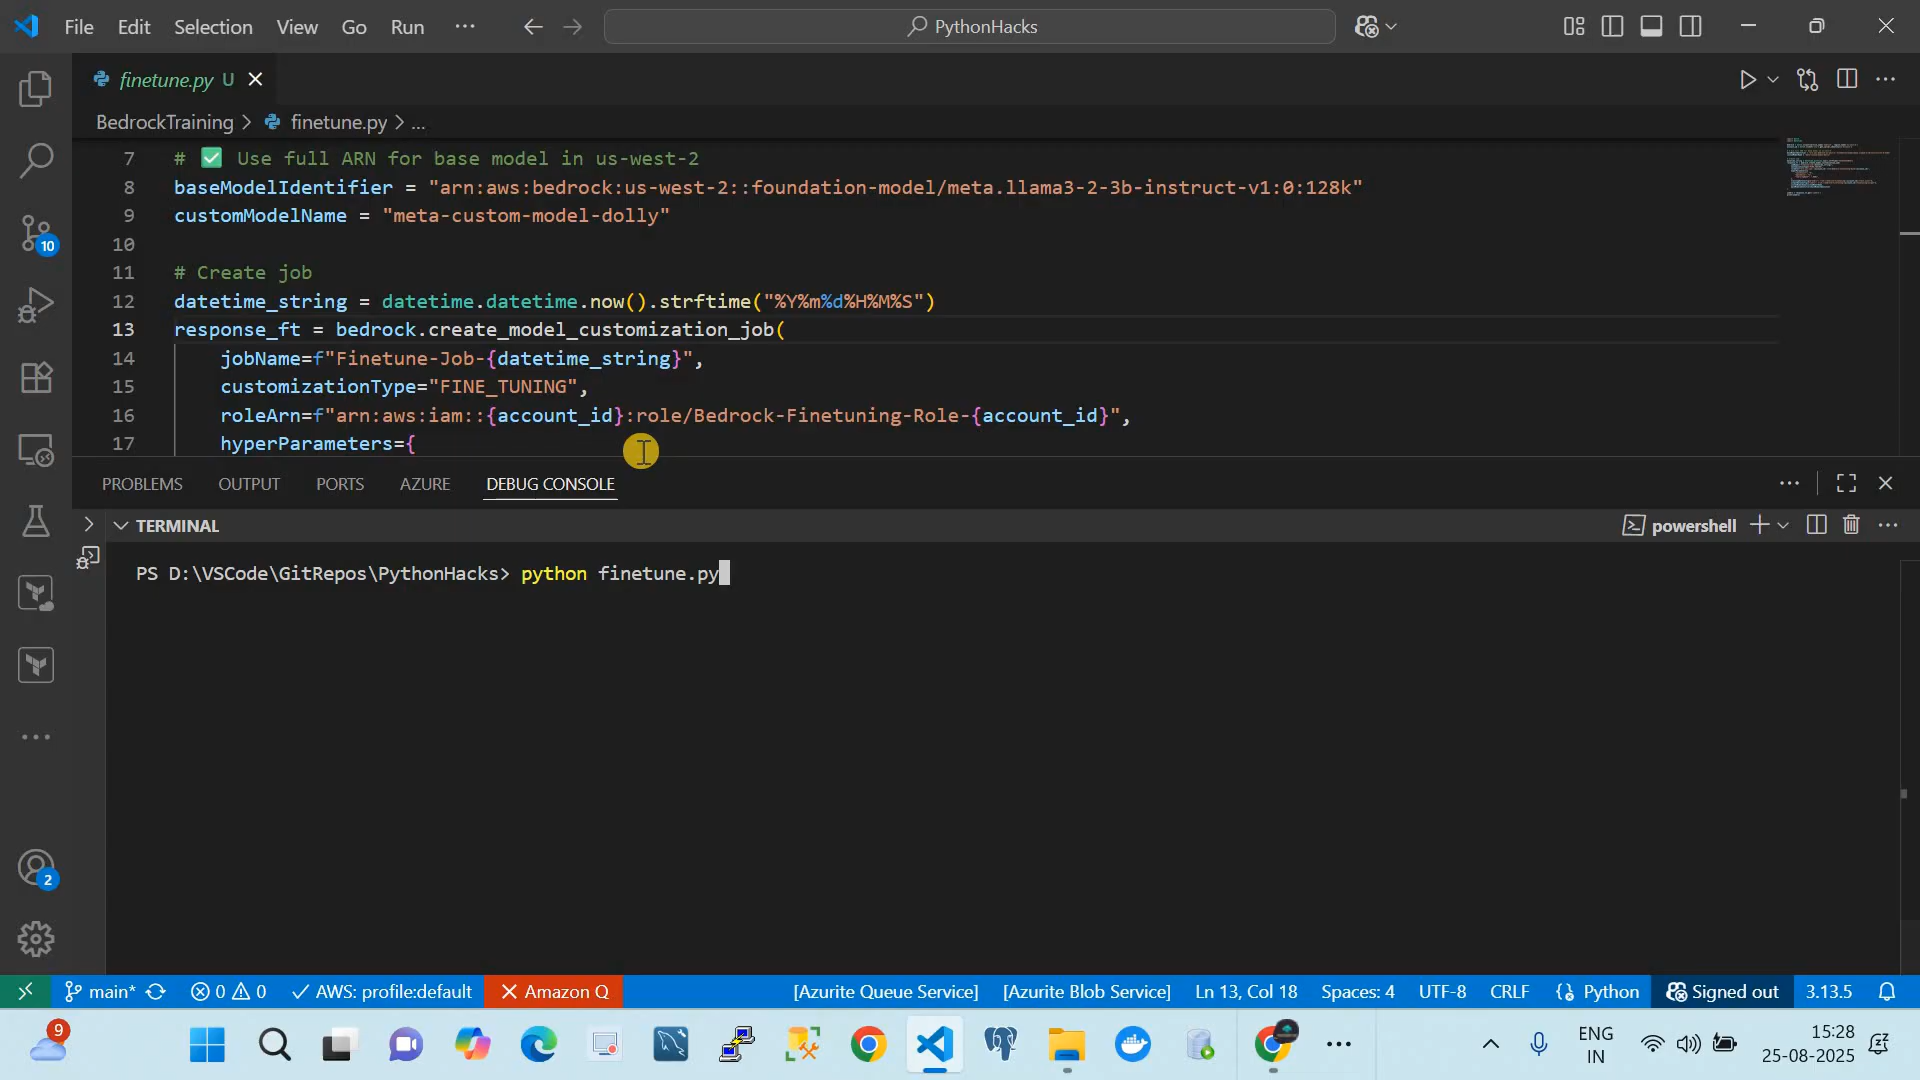 File Edit Selection View Go Run ··· PythonHacks
finetune.py U
BedrockTraining > finetune.py > ...
7 # ✅ Use full ARN for base model in us-west-2
8 baseModelIdentifier = "arn:aws:bedrock:us-west-2::foundation-model/meta.llama3-2-3b-instruct-v1:0:128k"
9 customModelName = "meta-custom-model-dolly"
10
11 # Create job
12 datetime_string = datetime.datetime.now().strftime("%Y%m%d%H%M%S")
13 response_ft = bedrock.create_model_customization_job(
14 jobName=f"Finetune-Job-{datetime_string}",
15 customizationType="FINE_TUNING",
16 roleArn=f"arn:aws:iam::{account_id}:role/Bedrock-Finetuning-Role-{account_id}",
17 hyperParameters={
10
PROBLEMS OUTPUT PORTS AZURE DEBUG CONSOLE
TERMINAL powershell
PS D:\VSCode\GitRepos\PythonHacks> python finetune.py
2
main* 0 0 AWS: profile:default Amazon Q [Azurite Queue Service] [Azurite Blob Service] Ln 13, Col 18 Spaces: 4 UTF-8 CRLF Python Signed out 3.13.5
9
ENG
IN
15:28
25-08-2025